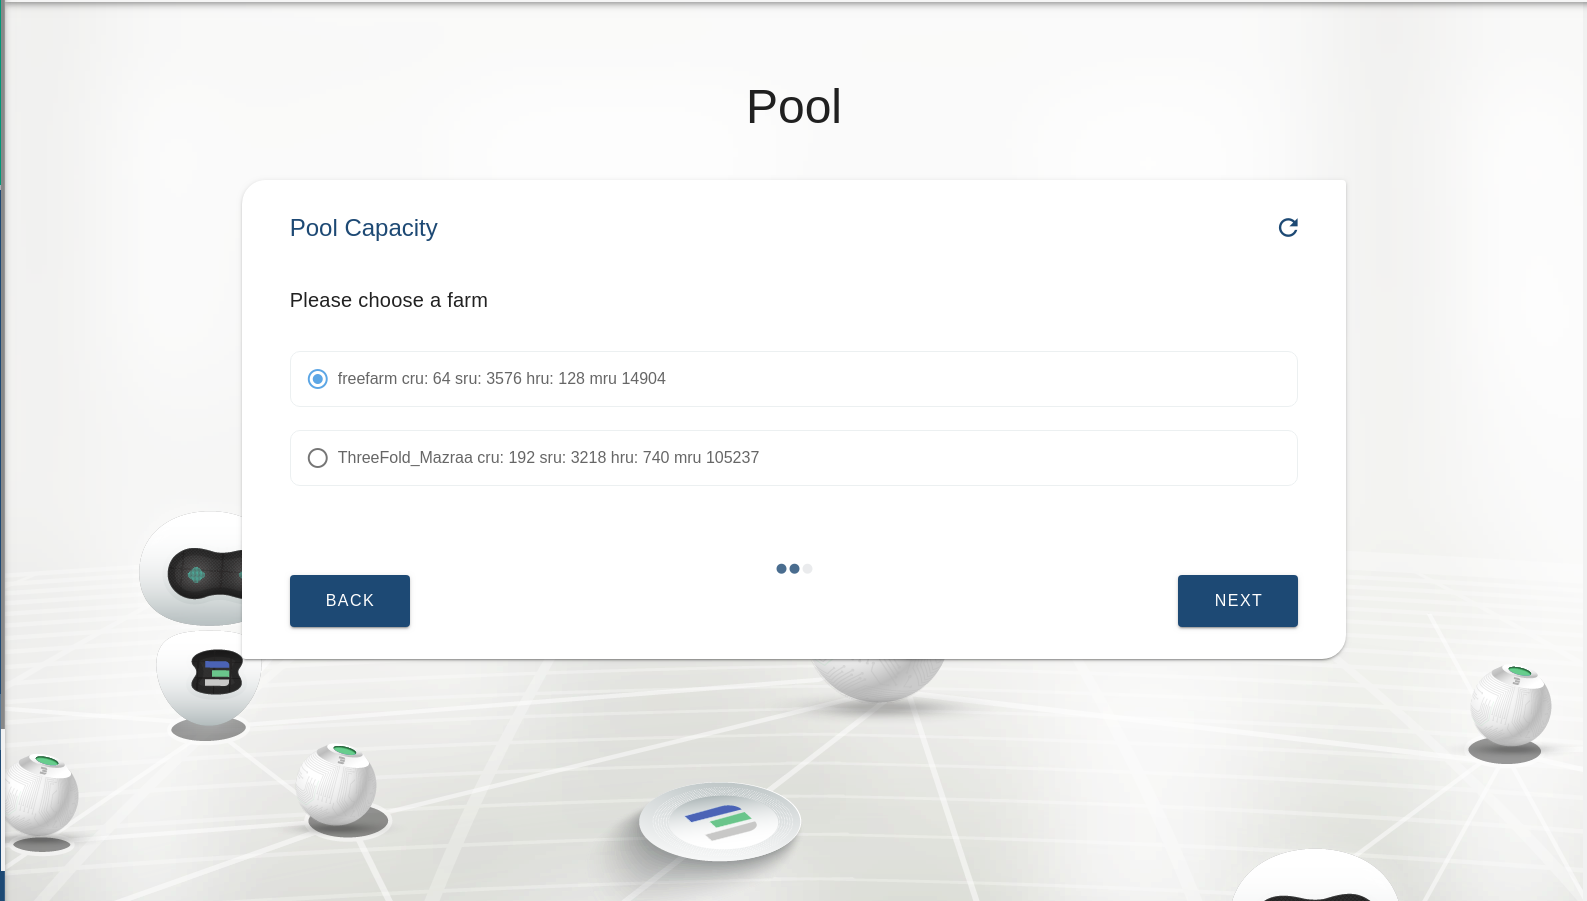 Pool
Pool Capacity
Please choose a farm
freefarm cru: 64 sru: 3576 hru: 128 mru 14904
ThreeFold_Mazraa cru: 192 sru: 3218 hru: 740 mru 105237
BACK
NEXT